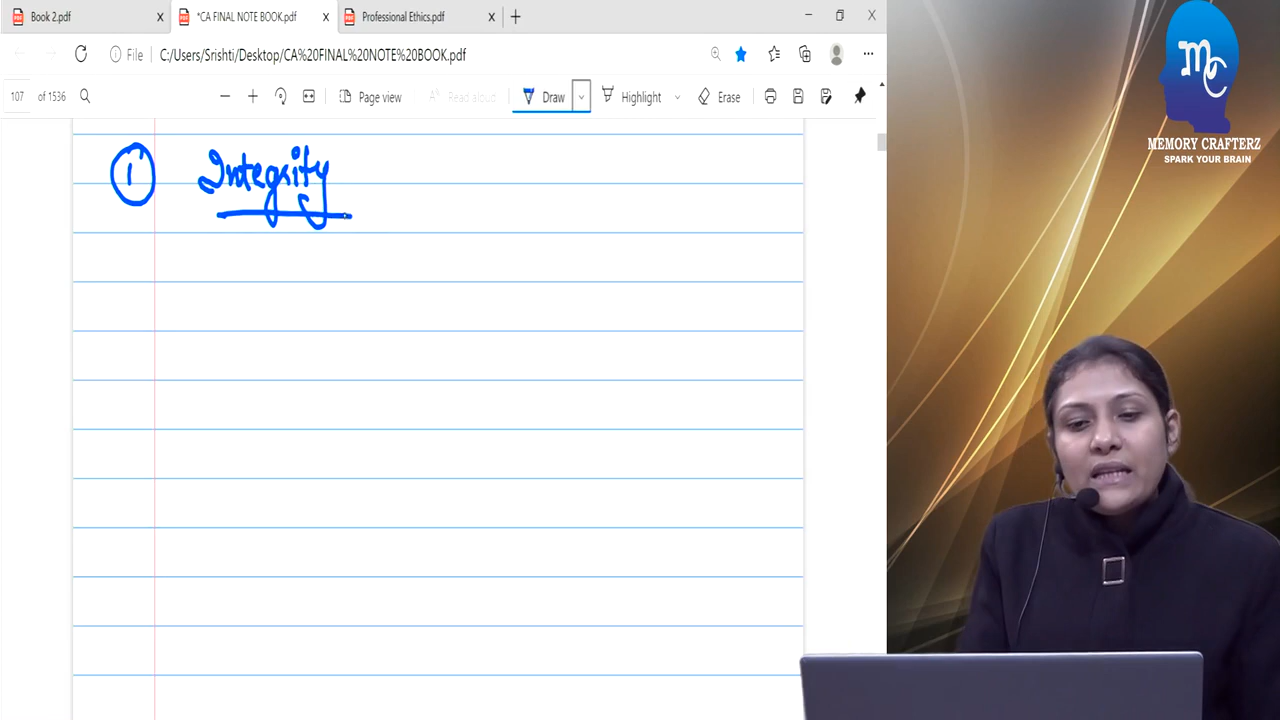 Book 2.pdf
*CA FINAL NOTE BOOK.pdf
Professional Ethics.pdf
File
C:/Users/Srishti/Desktop/CA%20FINAL%20NOTE%20BOOK.pdf
107 of 1536
Page view
Read aloud
Draw
Highlight
Erase
1 Integrity
MC
MEMORY CRAFTERZ
SPARK YOUR BRAIN